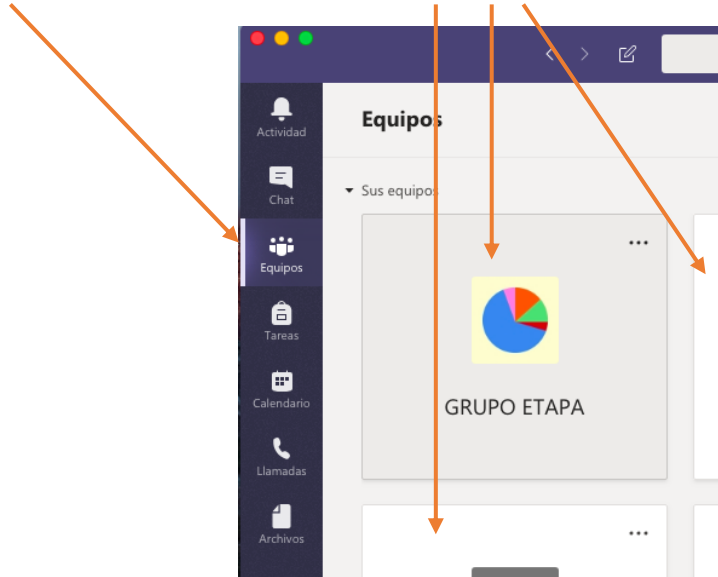 Actividad
Equipos
Chat
Sus equipos
Equipos
GRUPO ETAPA
Tareas
Calendario
Llamadas
Archivos